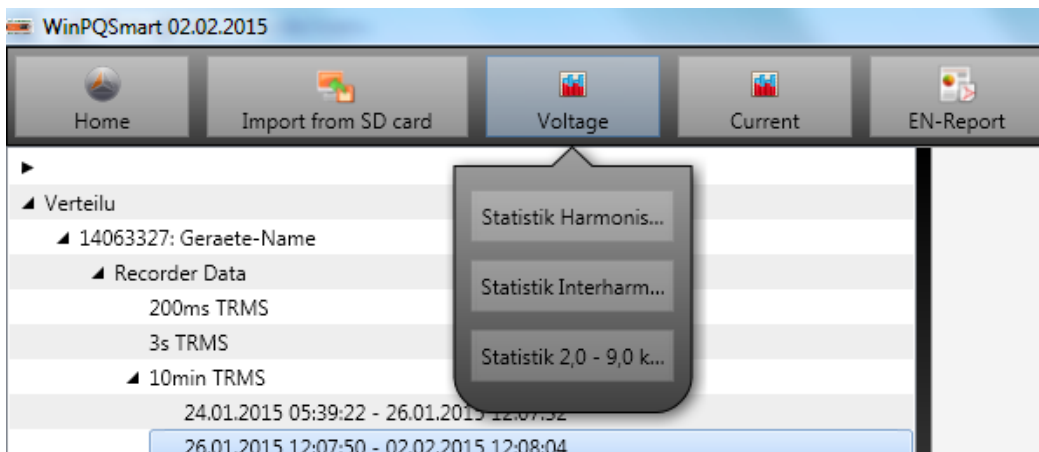 WinPQSmart 02.02.2015
Home
Import from SD card
Voltage
Current
EN-Report
Verteilu
14063327: Geraete-Name
Recorder Data
200ms TRMS
3s TRMS
10min TRMS
24.01.2015 05:39:22 - 26.01.2015 12:07:32
26.01.2015 12:07:50 - 02.02.2015 12:08:04
Statistik Harmonis...
Statistik Interharm...
Statistik 2,0 - 9,0 k...